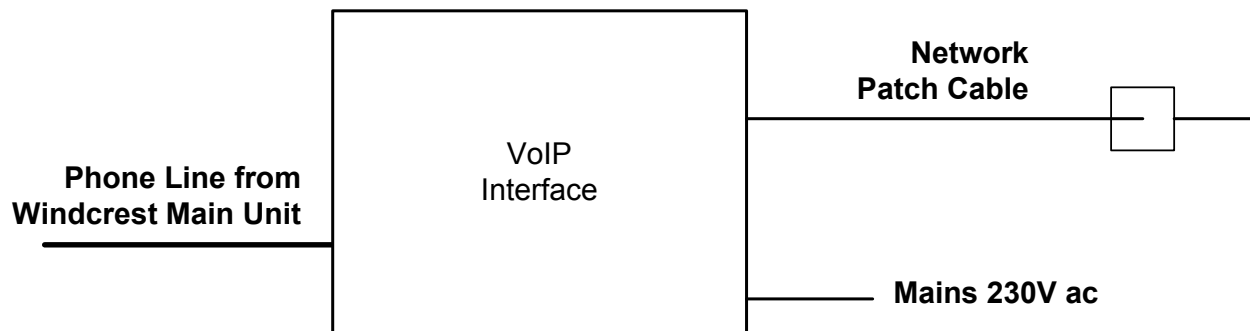 Network
Patch Cable
VoIP
Interface
Phone Line from
Windcrest Main Unit
Mains 230V ac